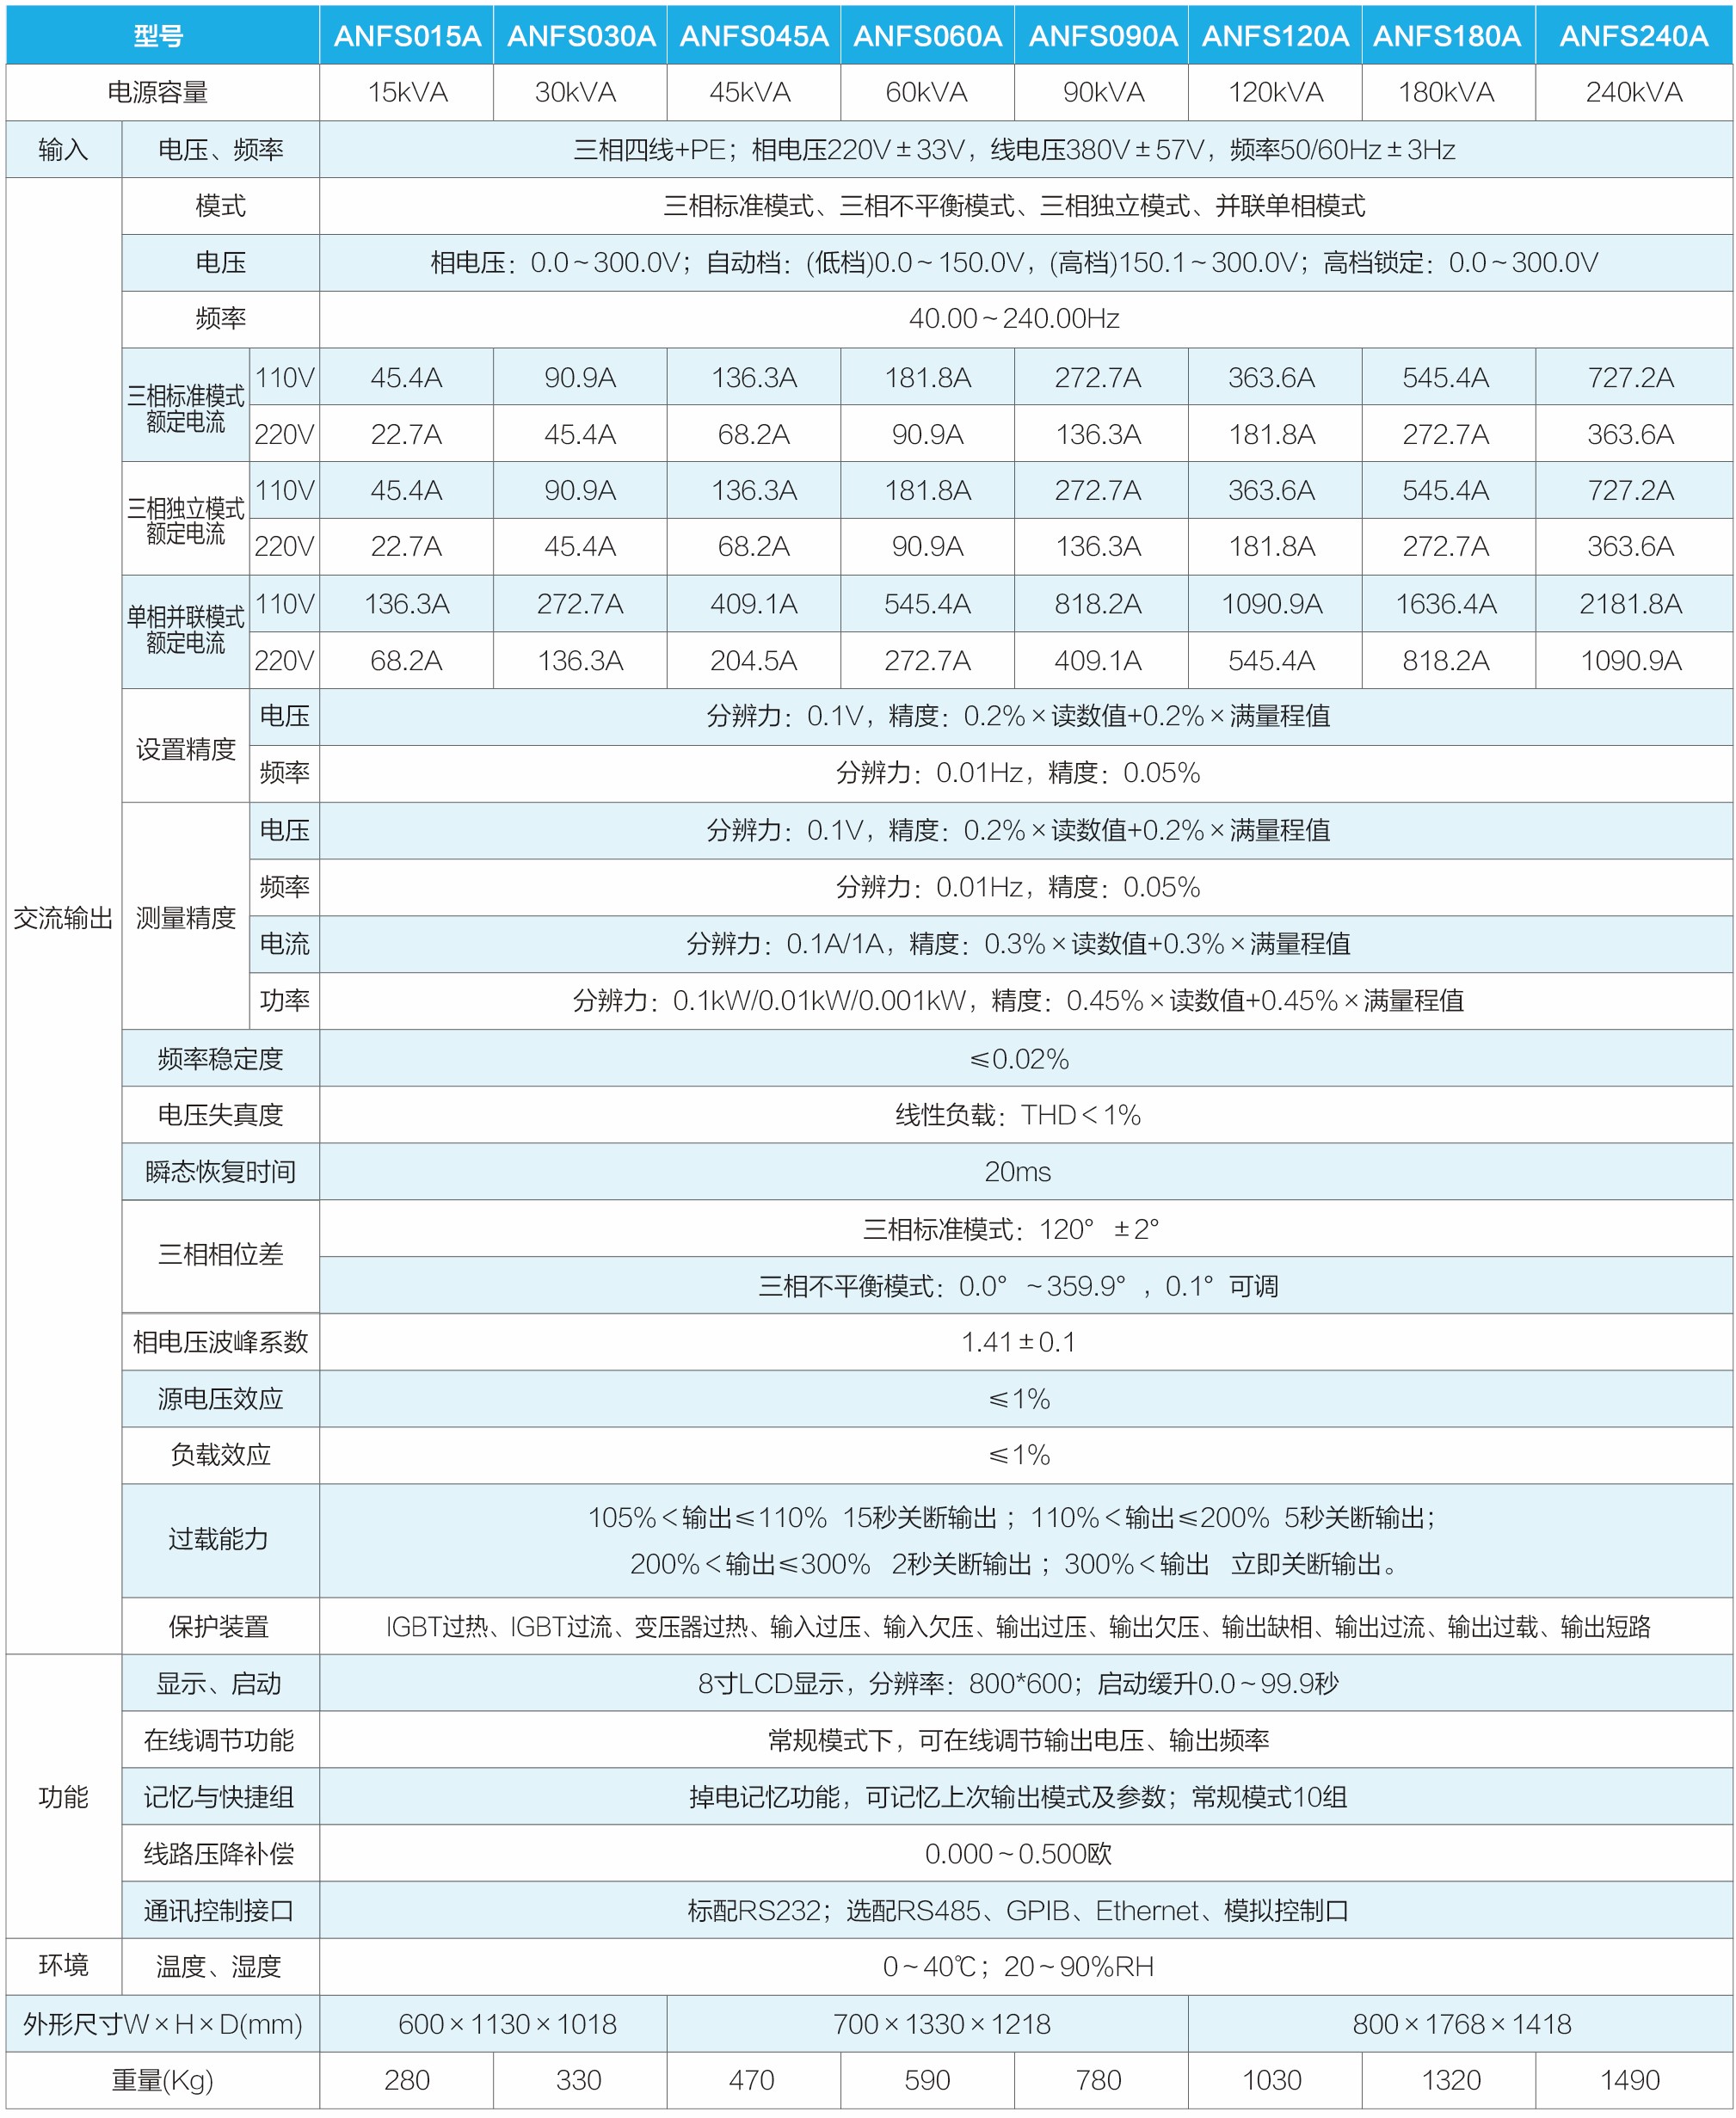 型号 ANFS015A ANFS030A ANFS045A ANFS060A ANFS090A ANFS120A ANFS180A ANFS240A
电源容量 15kVA 30kVA 45kVA 60kVA 90kVA 120kVA 180kVA 240kVA
输入 电压、频率 三相四线+PE；相电压220V±33V，线电压380V±57V，频率50/60Hz±3Hz
交流输出
模式 三相标准模式、三相不平衡模式、三相独立模式、并联单相模式
电压 相电压：0.0～300.0V；自动档：(低档)0.0～150.0V，(高档)150.1～300.0V；高档锁定：0.0～300.0V
频率 40.00～240.00Hz
三相标准模式
额定电流
110V 45.4A 90.9A 136.3A 181.8A 272.7A 363.6A 545.4A 727.2A
220V 22.7A 45.4A 68.2A 90.9A 136.3A 181.8A 272.7A 363.6A
三相独立模式
额定电流
110V 45.4A 90.9A 136.3A 181.8A 272.7A 363.6A 545.4A 727.2A
220V 22.7A 45.4A 68.2A 90.9A 136.3A 181.8A 272.7A 363.6A
单相并联模式
额定电流
110V 136.3A 272.7A 409.1A 545.4A 818.2A 1090.9A 1636.4A 2181.8A
220V 68.2A 136.3A 204.5A 272.7A 409.1A 545.4A 818.2A 1090.9A
设置精度
电压 分辨力：0.1V，精度：0.2%×读数值+0.2%×满量程值
频率 分辨力：0.01Hz，精度：0.05%
测量精度
电压 分辨力：0.1V，精度：0.2%×读数值+0.2%×满量程值
频率 分辨力：0.01Hz，精度：0.05%
电流 分辨力：0.1A/1A，精度：0.3%×读数值+0.3%×满量程值
功率 分辨力：0.1kW/0.01kW/0.001kW，精度：0.45%×读数值+0.45%×满量程值
频率稳定度 ≤0.02%
电压失真度 线性负载：THD＜1%
瞬态恢复时间 20ms
三相相位差
三相标准模式：120° ±2°
三相不平衡模式：0.0° ～359.9° ，0.1° 可调
相电压波峰系数 1.41±0.1
源电压效应 ≤1%
负载效应 ≤1%
过载能力
105%＜输出≤110% 15秒关断输出 ；110%＜输出≤200% 5秒关断输出；
200%＜输出≤300% 2秒关断输出 ；300%＜输出 立即关断输出。
保护装置 IGBT过热、IGBT过流、变压器过热、输入过压、输入欠压、输出过压、输出欠压、输出缺相、输出过流、输出过载、输出短路
功能
显示、启动 8寸LCD显示，分辨率：800*600；启动缓升0.0～99.9秒
在线调节功能 常规模式下，可在线调节输出电压、输出频率
记忆与快捷组 掉电记忆功能，可记忆上次输出模式及参数；常规模式10组
线路压降补偿 0.000～0.500欧
通讯控制接口 标配RS232；选配RS485、GPIB、Ethernet、模拟控制口
环境 温度、湿度 0～40℃；20～90%RH
外形尺寸W×H×D(mm) 600×1130×1018 700×1330×1218 800×1768×1418
重量(Kg) 280 330 470 590 780 1030 1320 1490